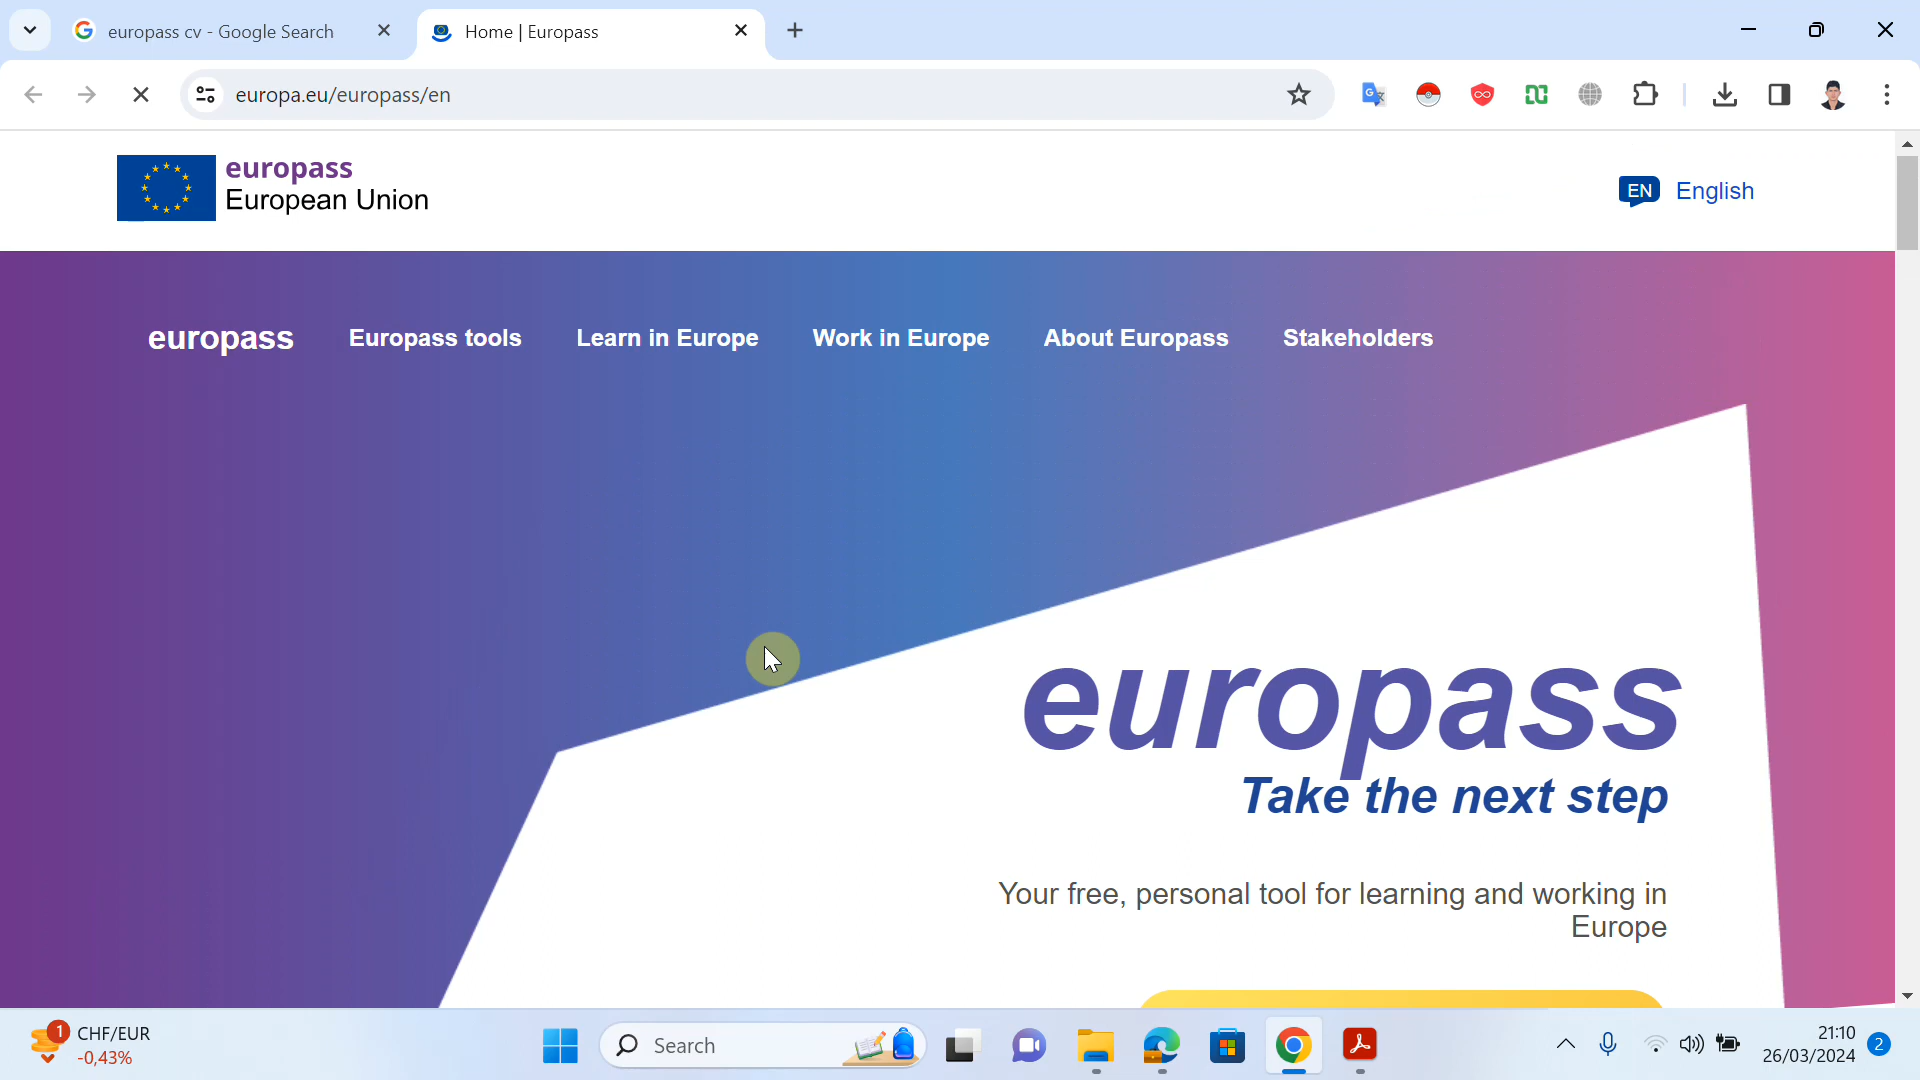 europass cv - Google Search
Home | Europass
europa.eu/europass/en
europass
European Union
EN English
europass Europass tools Learn in Europe Work in Europe About Europass Stakeholders
europass
Take the next step
Your free, personal tool for learning and working in
Europe
1 CHF/EUR
-0,43%
Search
21:10
26/03/2024
2